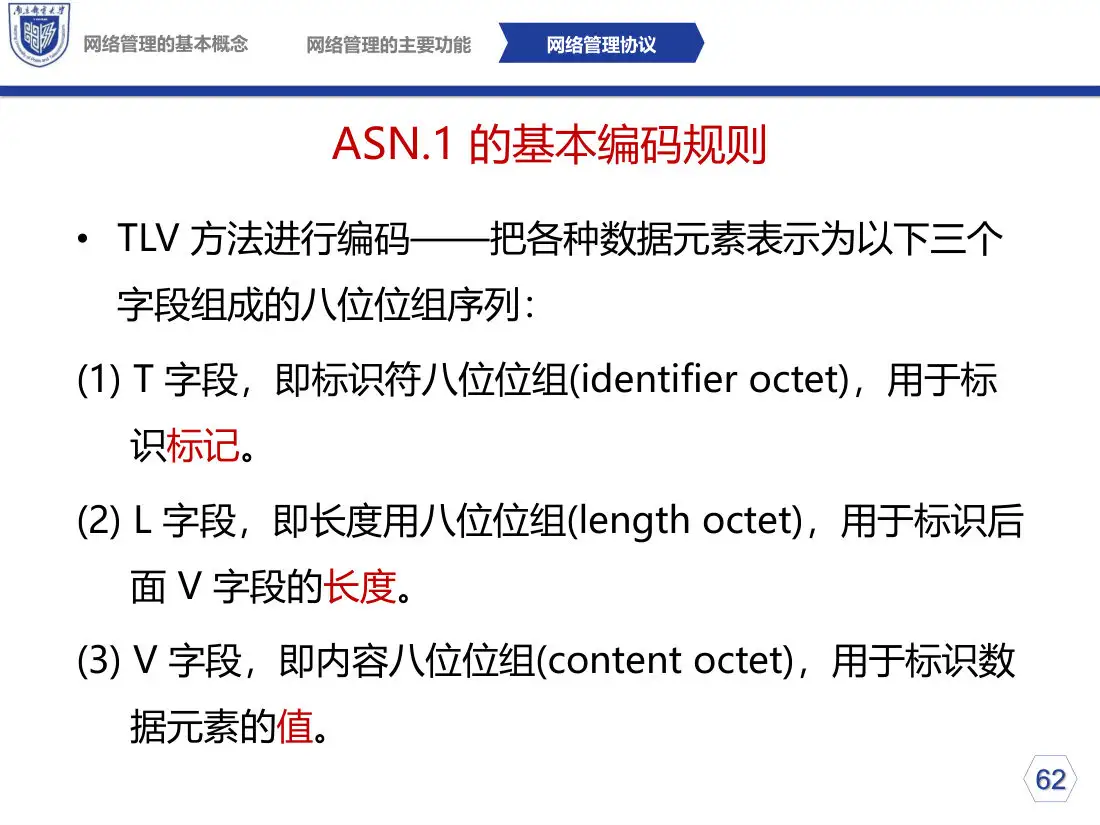 南京邮电大学
网络管理的基本概念
网络管理的主要功能
网络管理协议
ASN.1 的基本编码规则
• TLV 方法进行编码——把各种数据元素表示为以下三个
字段组成的八位位组序列：
(1) T 字段，即标识符八位位组(identifier octet)，用于标
识标记。
(2) L 字段，即长度用八位位组(length octet)，用于标识后
面 V 字段的长度。
(3) V 字段，即内容八位位组(content octet)，用于标识数
据元素的值。
62